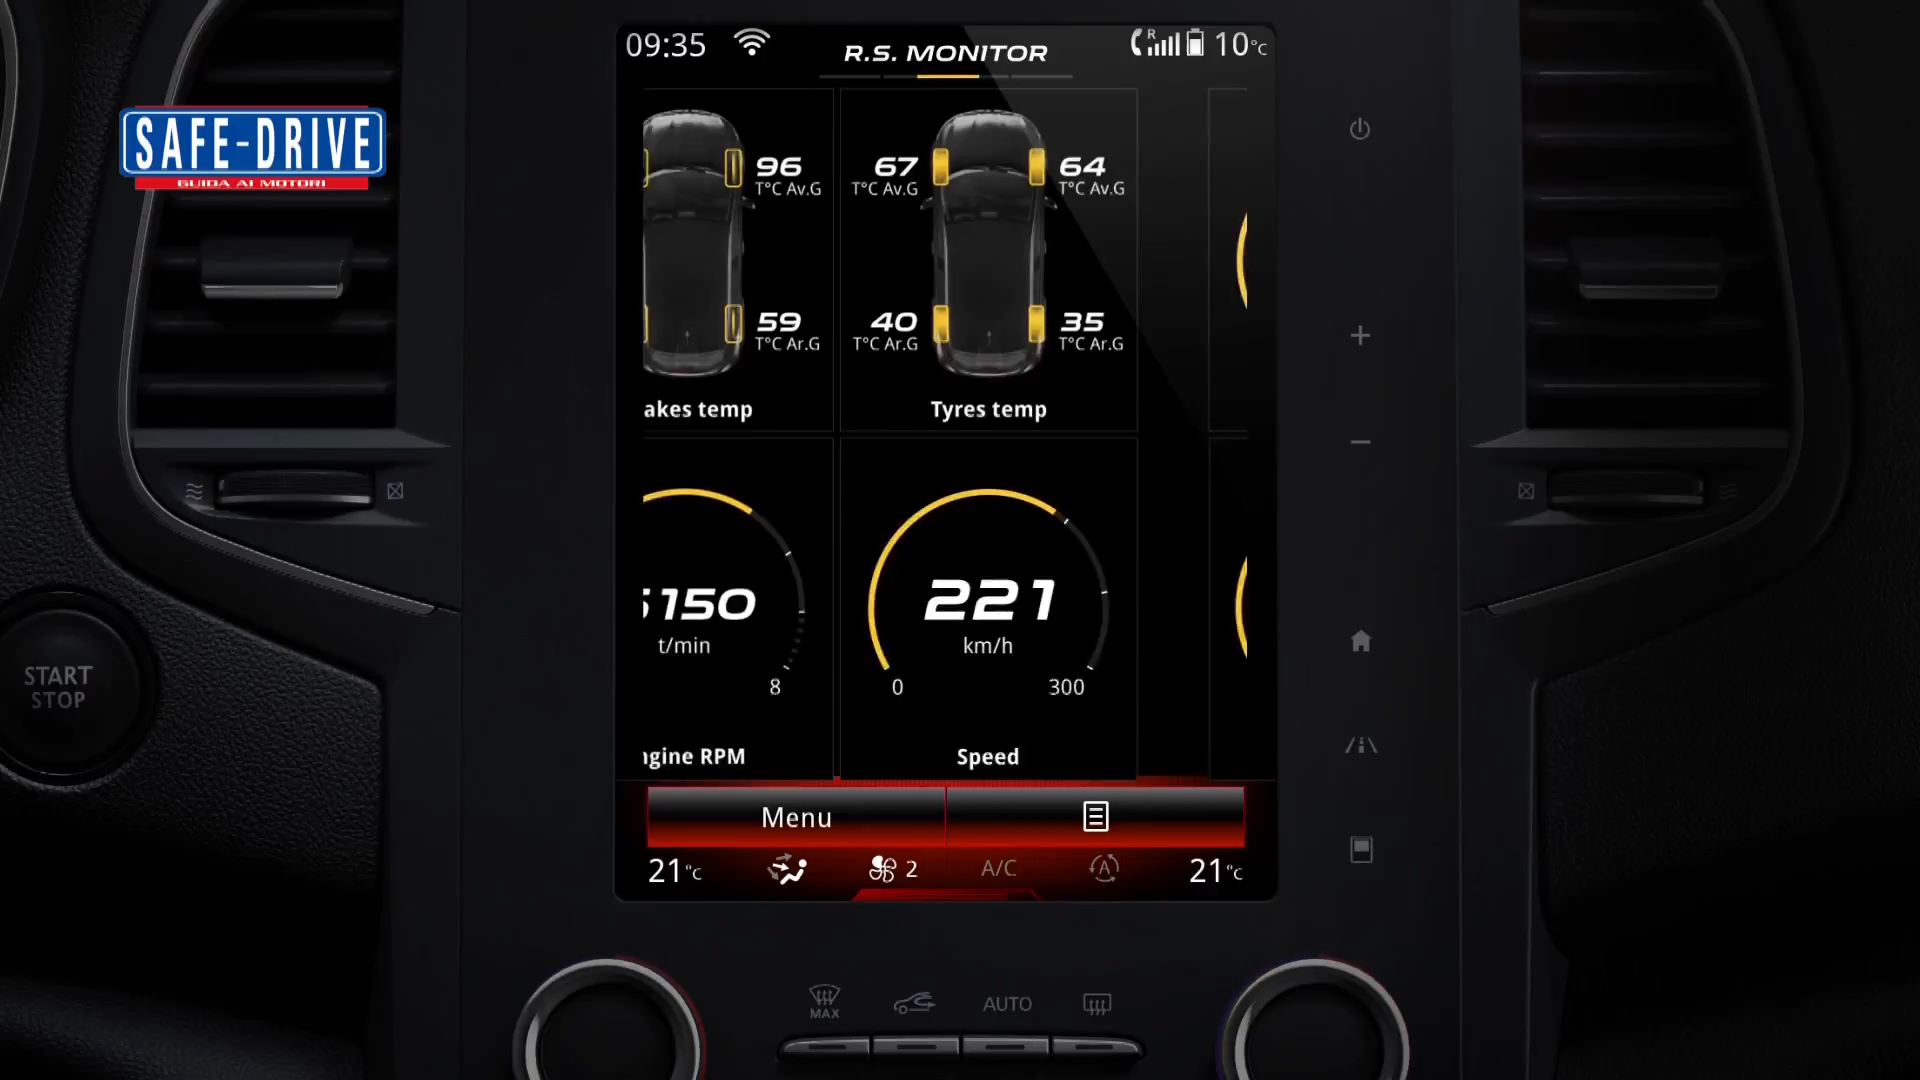 09:35
R.S. MONITOR
R
10°C
SAFE-DRIVE
GUIDA AI MOTORI
96
T°C Av.G
67
T°C Av.G
64
T°C Av.G
59
T°C Ar.G
40
T°C Ar.G
35
T°C Ar.G
akes temp
Tyres temp
150
t/min
8
221
km/h
0
300
ngine RPM
Speed
START
STOP
Menu
21°C
2
A/C
A
21°C
MAX
AUTO